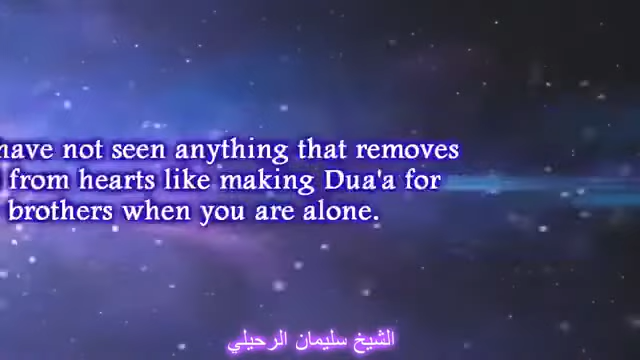 have not seen anything that removes
from hearts like making Dua'a for
brothers when you are alone.
الشيخ سليمان الرحيلي